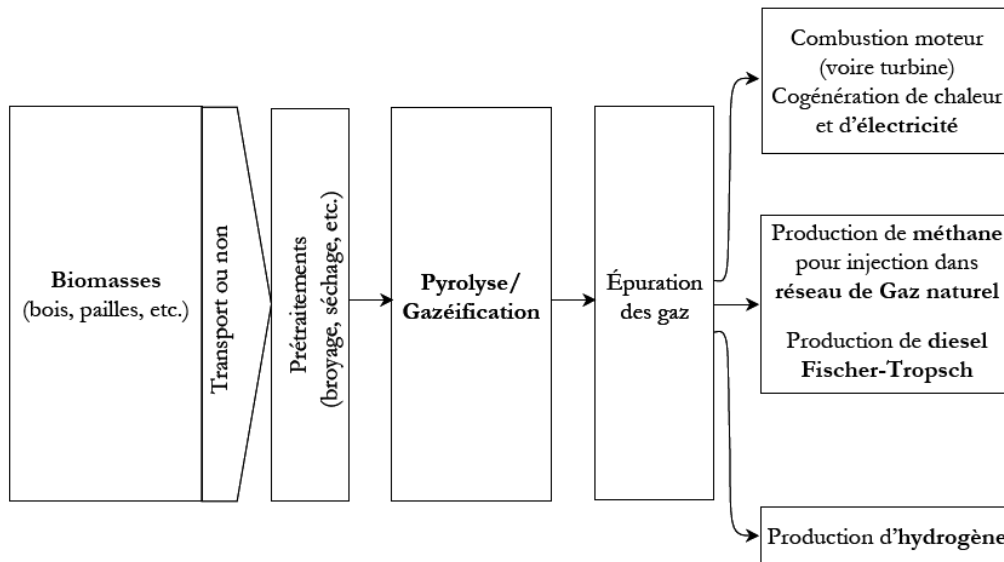 Biomasses
(bois, pailles, etc.)
Transport ou non
Prétraitements
(broyage, séchage, etc.)
Pyrolyse/
Gazéification
Épuration
des gaz
Combustion moteur
(voire turbine)
Cogénération de chaleur
et d'électricité
Production de méthane
pour injection dans
réseau de Gaz naturel
Production de diesel
Fischer-Tropsch
Production d'hydrogène